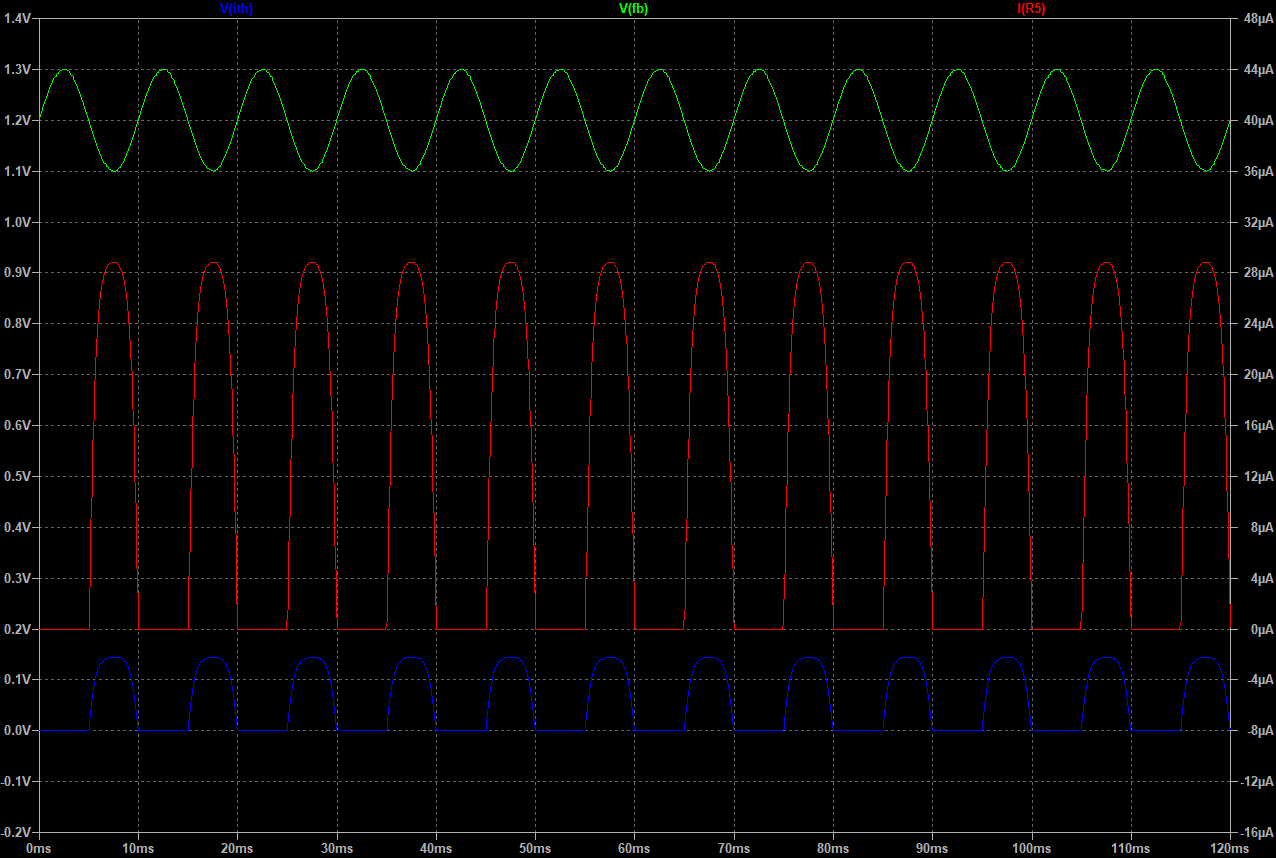 V(Ith) V(fb) I(R5)
1.4V 48µA
1.3V 44µA
1.2V 40µA
1.1V 36µA
1.0V 32µA
0.9V 28µA
0.8V 24µA
0.7V 20µA
0.6V 16µA
0.5V 12µA
0.4V 8µA
0.3V 4µA
0.2V 0µA
0.1V -4µA
0.0V -8µA
-0.1V -12µA
-0.2V -16µA
0ms 10ms 20ms 30ms 40ms 50ms 60ms 70ms 80ms 90ms 100ms 110ms 120ms